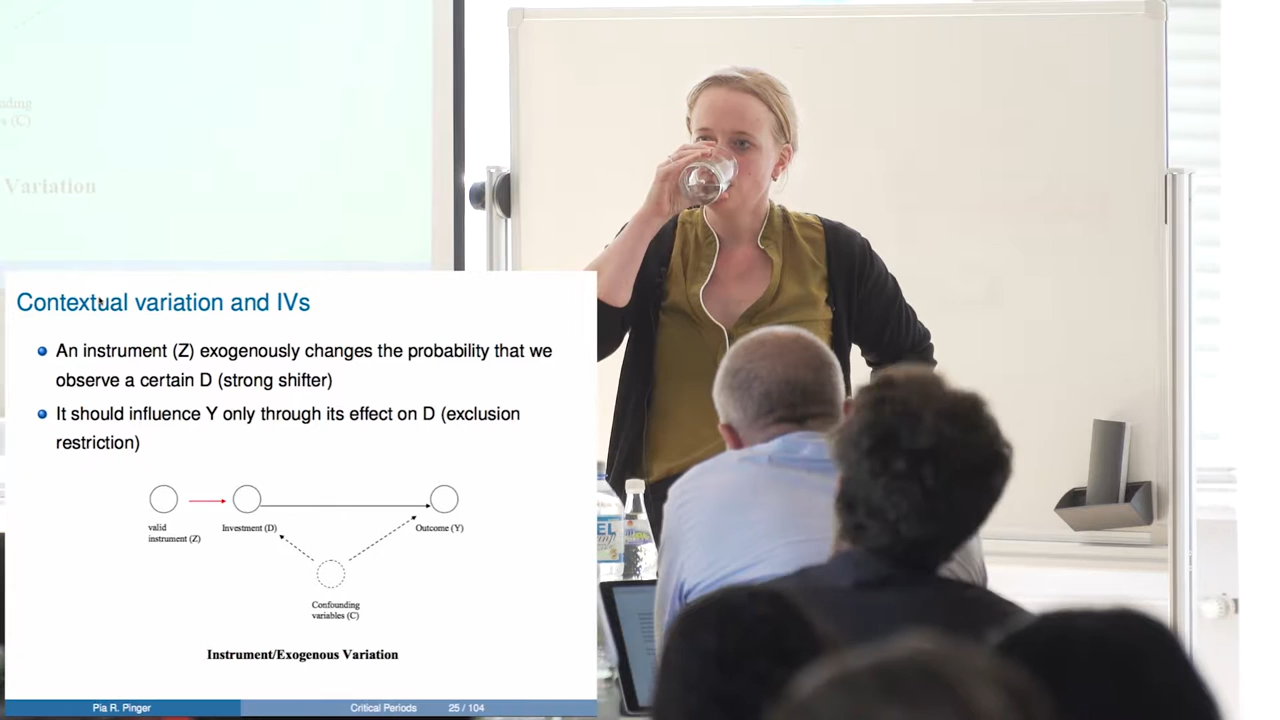 ading
s (C)
Variation
Contextual variation and IVs
An instrument (Z) exogenously changes the probability that we
observe a certain D (strong shifter)
It should influence Y only through its effect on D (exclusion
restriction)
valid
instrument (Z)
Investment (D)
Outcome (Y)
Confounding
variables (C)
Instrument/Exogenous Variation
Pia R. Pinger
Critical Periods
25 / 104
EL